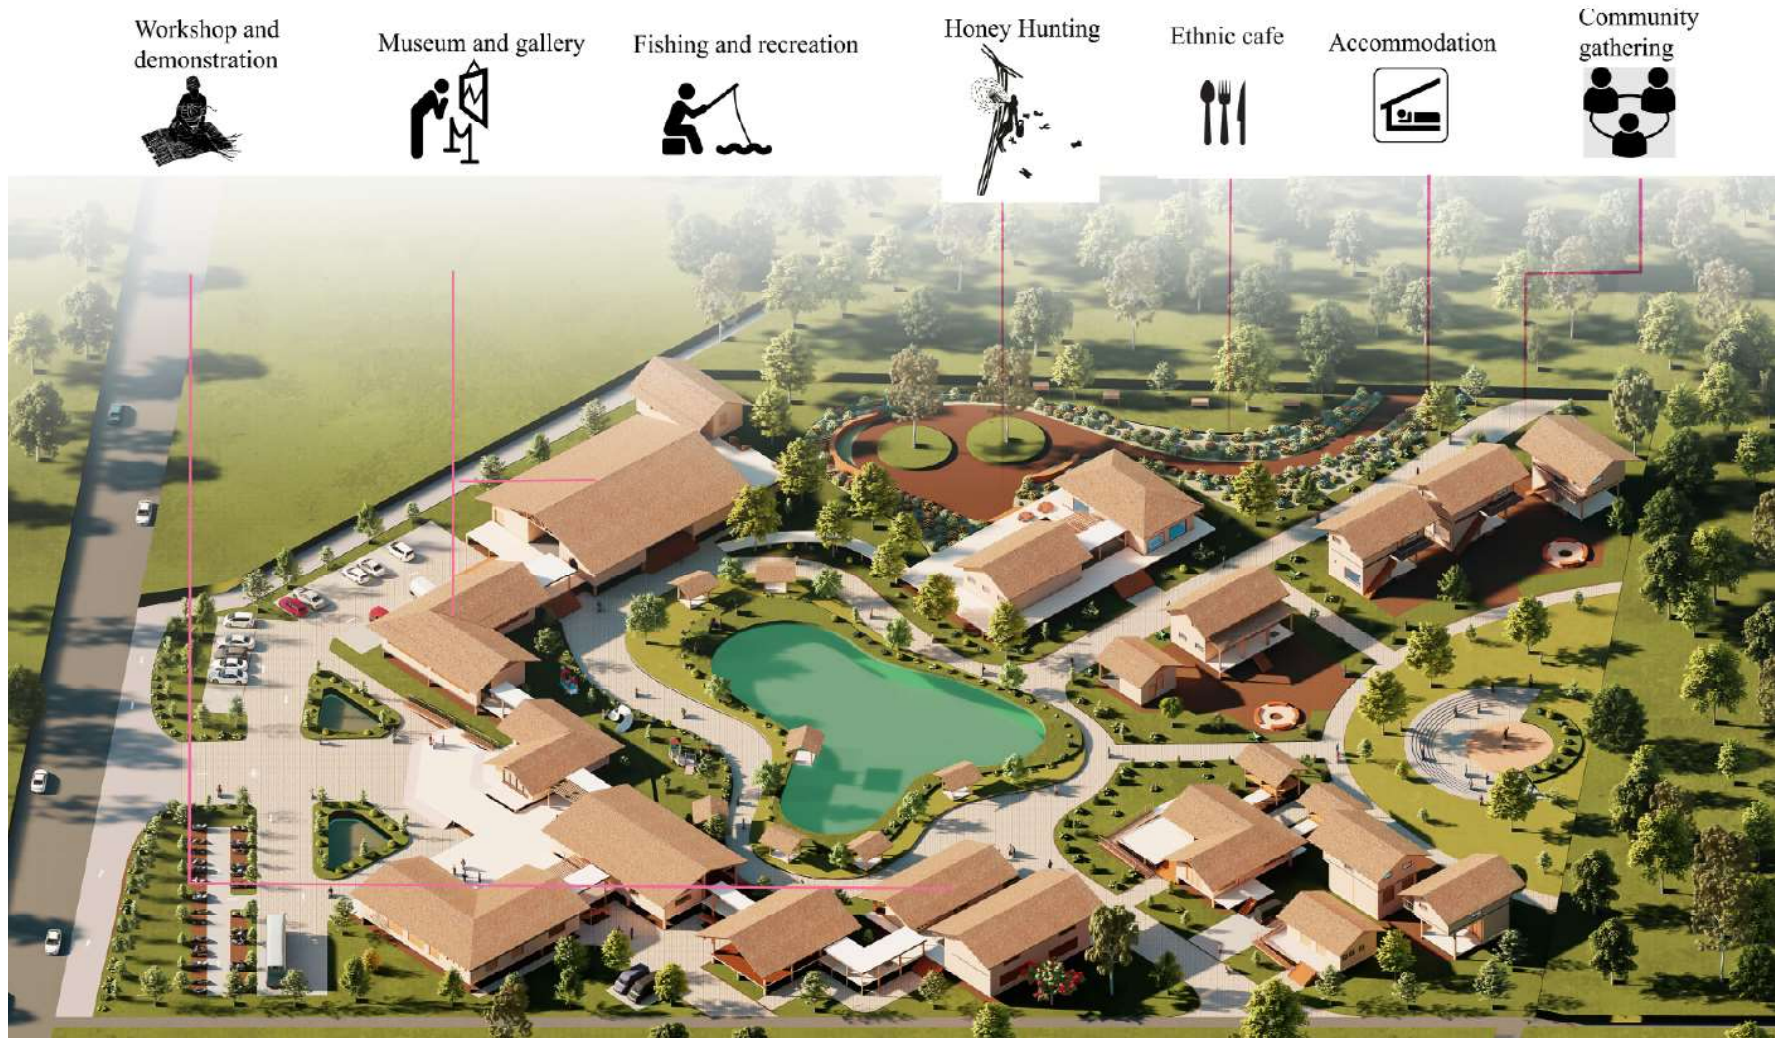 Workshop and
demonstration
Museum and gallery
Fishing and recreation
Honey Hunting
Ethnic cafe
Accommodation
Community
gathering